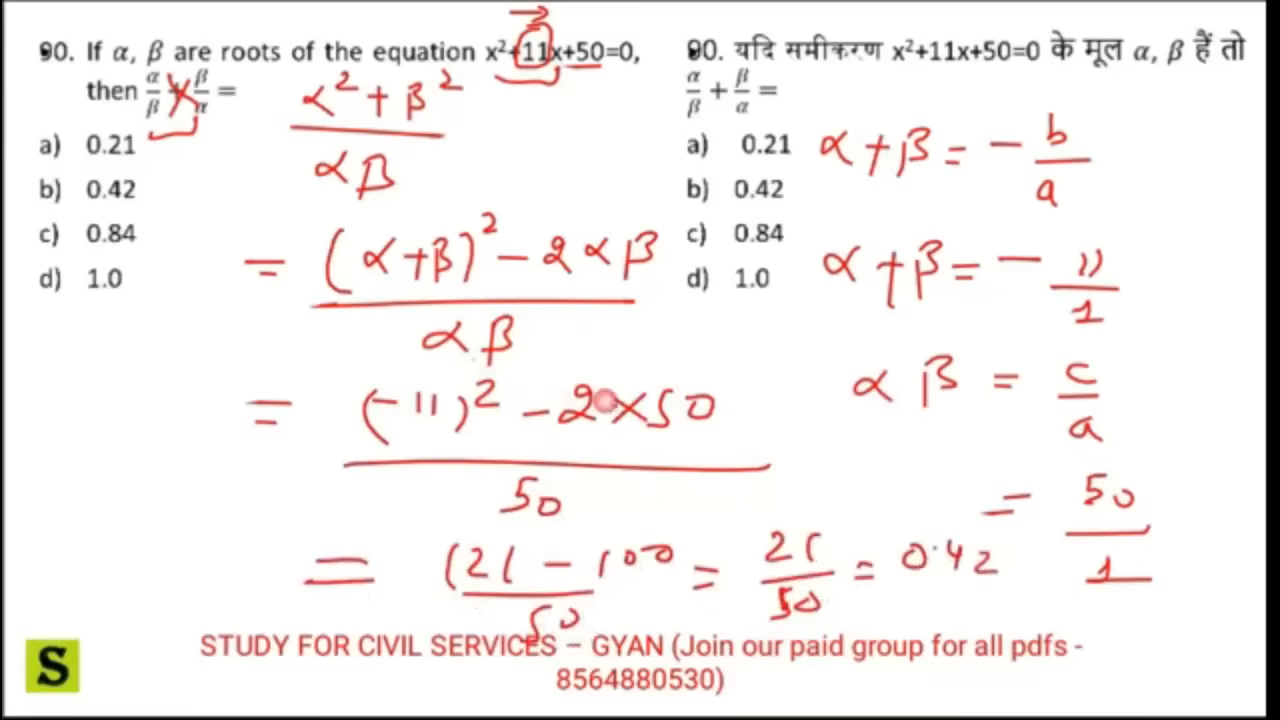 90. If α, β are roots of the equation x²+11x+50=0,
then α/β + β/α =
a) 0.21
b) 0.42
c) 0.84
d) 1.0
90. यदि समीकरण x²+11x+50=0 के मूल α, β हैं तो
α/β + β/α =
a) 0.21
b) 0.42
c) 0.84
d) 1.0
α² + β²
αβ
= (α+β)² - 2αβ
αβ
= (-11)² - 2×50
50
= 121 - 100 = 21 = 0.42
50 50
α+β = - b
a
α+β = - 11
1
αβ = c
a
= 50
1
S
STUDY FOR CIVIL SERVICES – GYAN (Join our paid group for all pdfs -
8564880530)